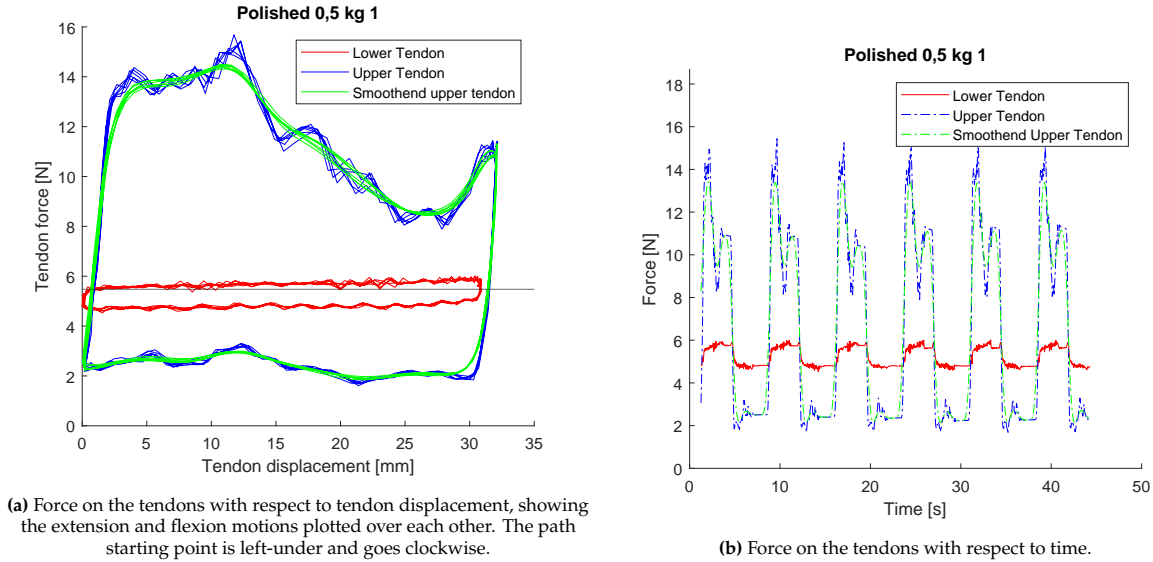 Polished 0,5 kg 1
16
14
12
10
8
6
4
2
0
Tendon force [N]
Lower Tendon
Upper Tendon
Smoothend upper tendon
0 5 10 15 20 25 30 35
Tendon displacement [mm]
(a) Force on the tendons with respect to tendon displacement, showing
the extension and flexion motions plotted over each other. The path
starting point is left-under and goes clockwise.
Polished 0,5 kg 1
18
16
14
12
10
8
6
4
2
0
Force [N]
Lower Tendon
Upper Tendon
Smoothend Upper Tendon
0 10 20 30 40 50
Time [s]
(b) Force on the tendons with respect to time.